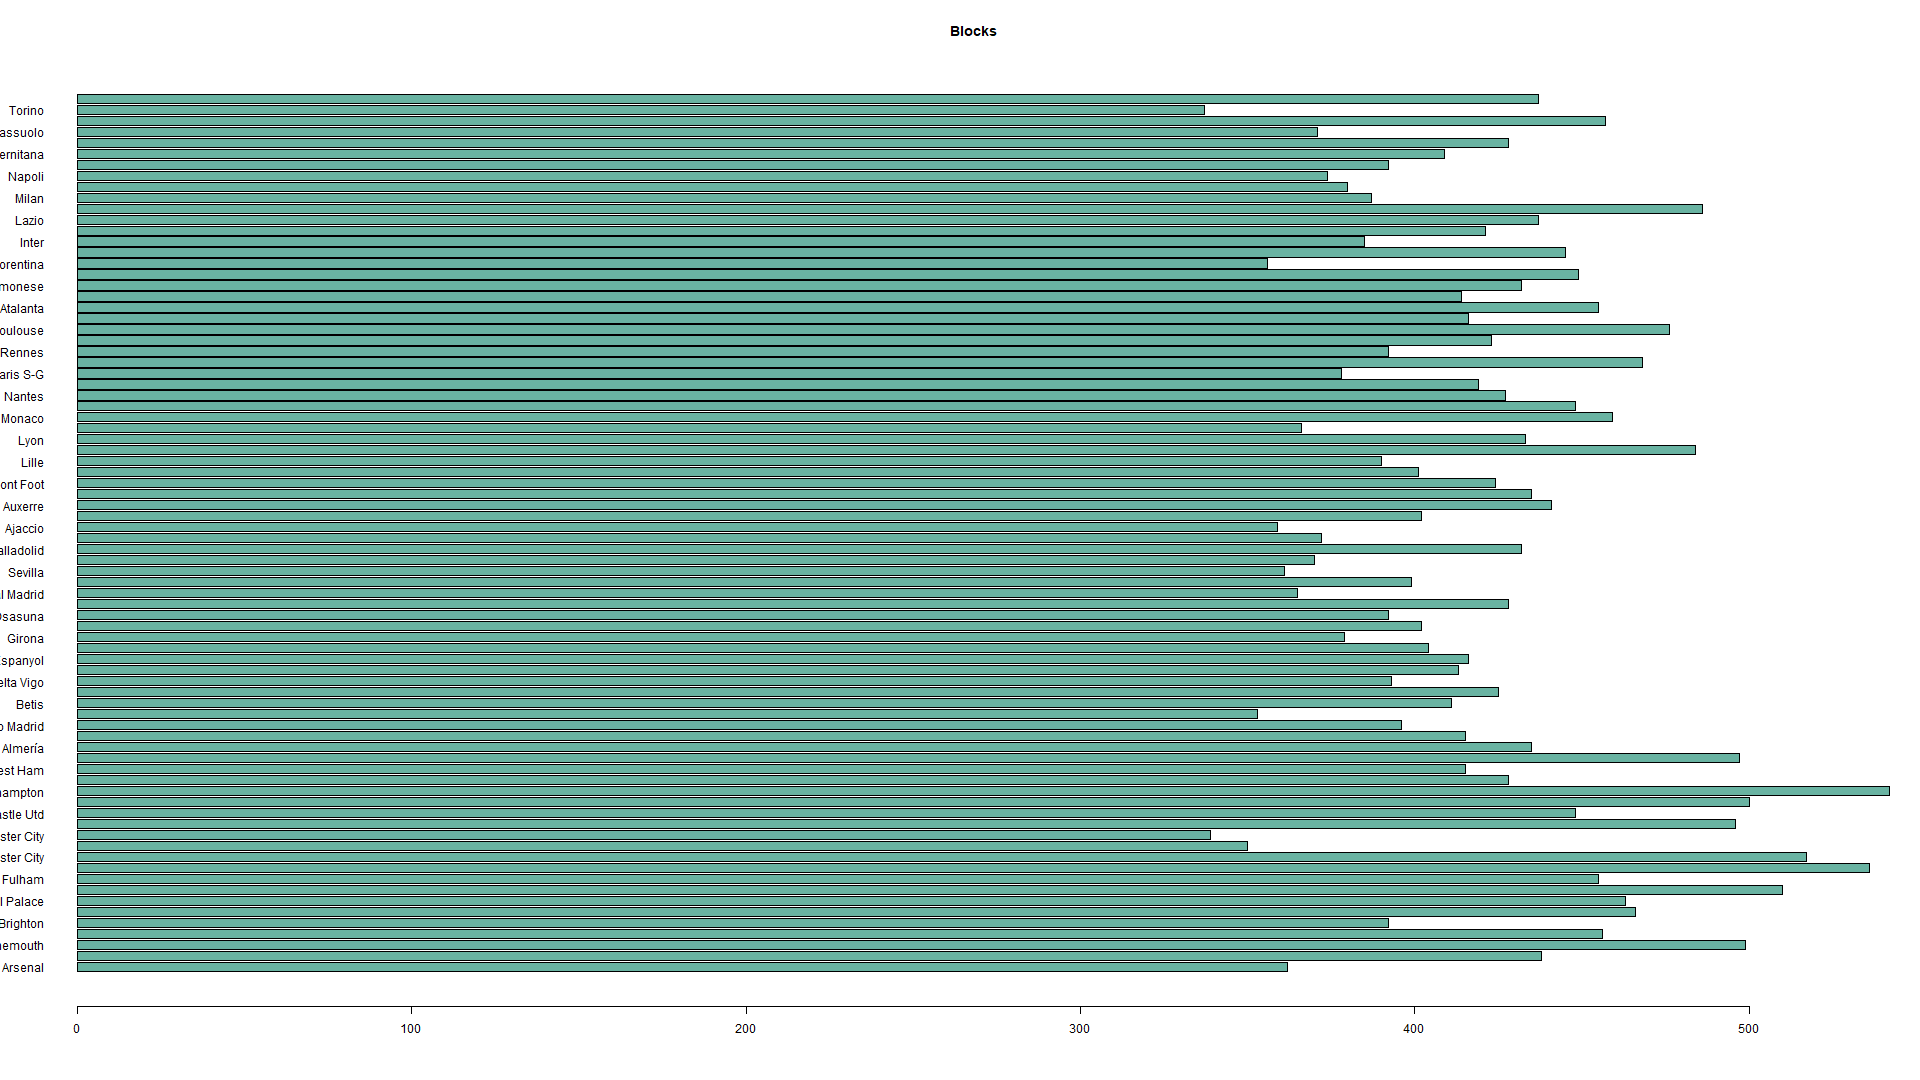 Blocks
Torino
assuolo
ernitana
Napoli
Milan
Lazio
Inter
orentina
monese
Atalanta
oulouse
Rennes
aris S-G
Nantes
Monaco
Lyon
Lille
ont Foot
Auxerre
Ajaccio
alladolid
Sevilla
l Madrid
Osasuna
Girona
Espanyol
elta Vigo
Betis
o Madrid
Almería
est Ham
hampton
astle Utd
ster City
ster City
Fulham
l Palace
Brighton
nemouth
Arsenal
0 100 200 300 400 500